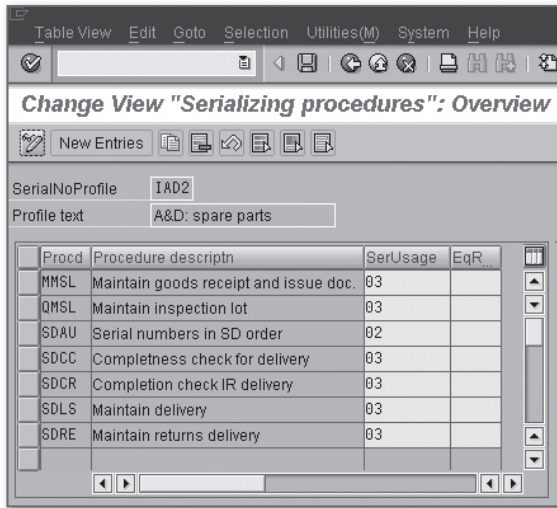 Table View Edit Goto Selection Utilities(M) System Help
Change View "Serializing procedures": Overview
New Entries
SerialNoProfile IAD2
Profile text A&D: spare parts
Procd Procedure descriptn SerUsage EqR...
MMSL Maintain goods receipt and issue doc. 03
QMSL Maintain inspection lot 03
SDAU Serial numbers in SD order 02
SDCC Completness check for delivery 03
SDCR Completion check IR delivery 03
SDLS Maintain delivery 03
SDRE Maintain returns delivery 03